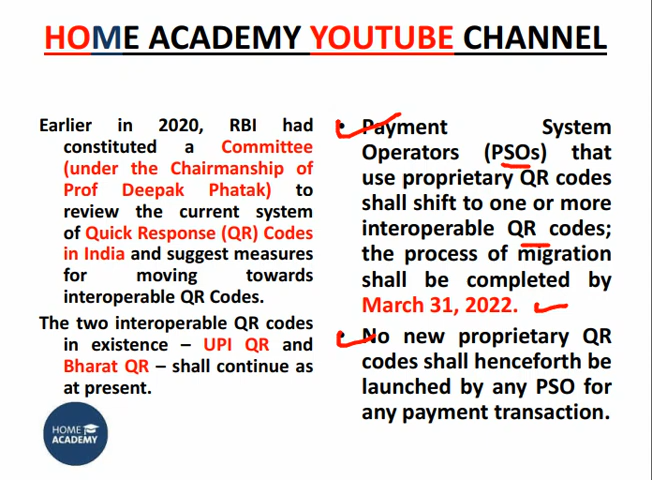 HOME ACADEMY YOUTUBE CHANNEL
Earlier in 2020, RBI had
constituted a Committee
(under the Chairmanship of
Prof Deepak Phatak) to
review the current system
of Quick Response (QR) Codes
in India and suggest measures
for moving towards
interoperable QR Codes.
The two interoperable QR codes
in existence – UPI QR and
Bharat QR – shall continue as
at present.
• Payment System
Operators (PSOs) that
use proprietary QR codes
shall shift to one or more
interoperable QR codes;
the process of migration
shall be completed by
March 31, 2022.
• No new proprietary QR
codes shall henceforth be
launched by any PSO for
any payment transaction.
HOME
ACADEMY